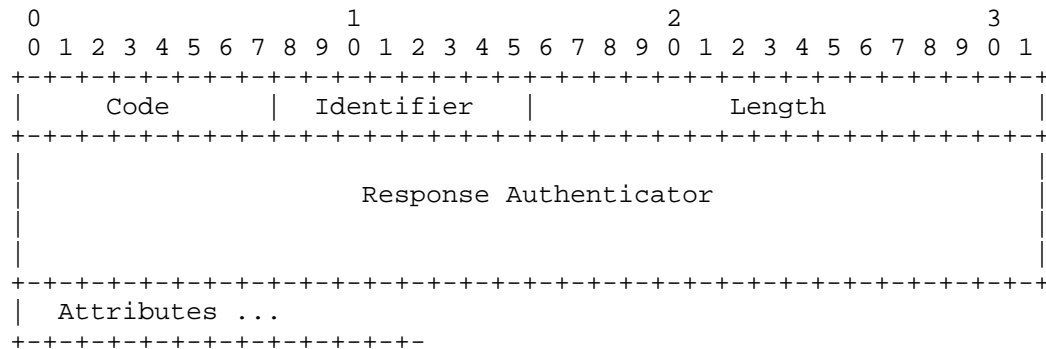 0                   1                   2                   3
 0 1 2 3 4 5 6 7 8 9 0 1 2 3 4 5 6 7 8 9 0 1 2 3 4 5 6 7 8 9 0 1
+-+-+-+-+-+-+-+-+-+-+-+-+-+-+-+-+-+-+-+-+-+-+-+-+-+-+-+-+-+-+-+-+
|     Code      |  Identifier   |            Length             |
+-+-+-+-+-+-+-+-+-+-+-+-+-+-+-+-+-+-+-+-+-+-+-+-+-+-+-+-+-+-+-+-+
|                                                               |
|                     Response Authenticator                    |
|                                                               |
|                                                               |
+-+-+-+-+-+-+-+-+-+-+-+-+-+-+-+-+-+-+-+-+-+-+-+-+-+-+-+-+-+-+-+-+
|  Attributes ...
+-+-+-+-+-+-+-+-+-+-+-+-+-